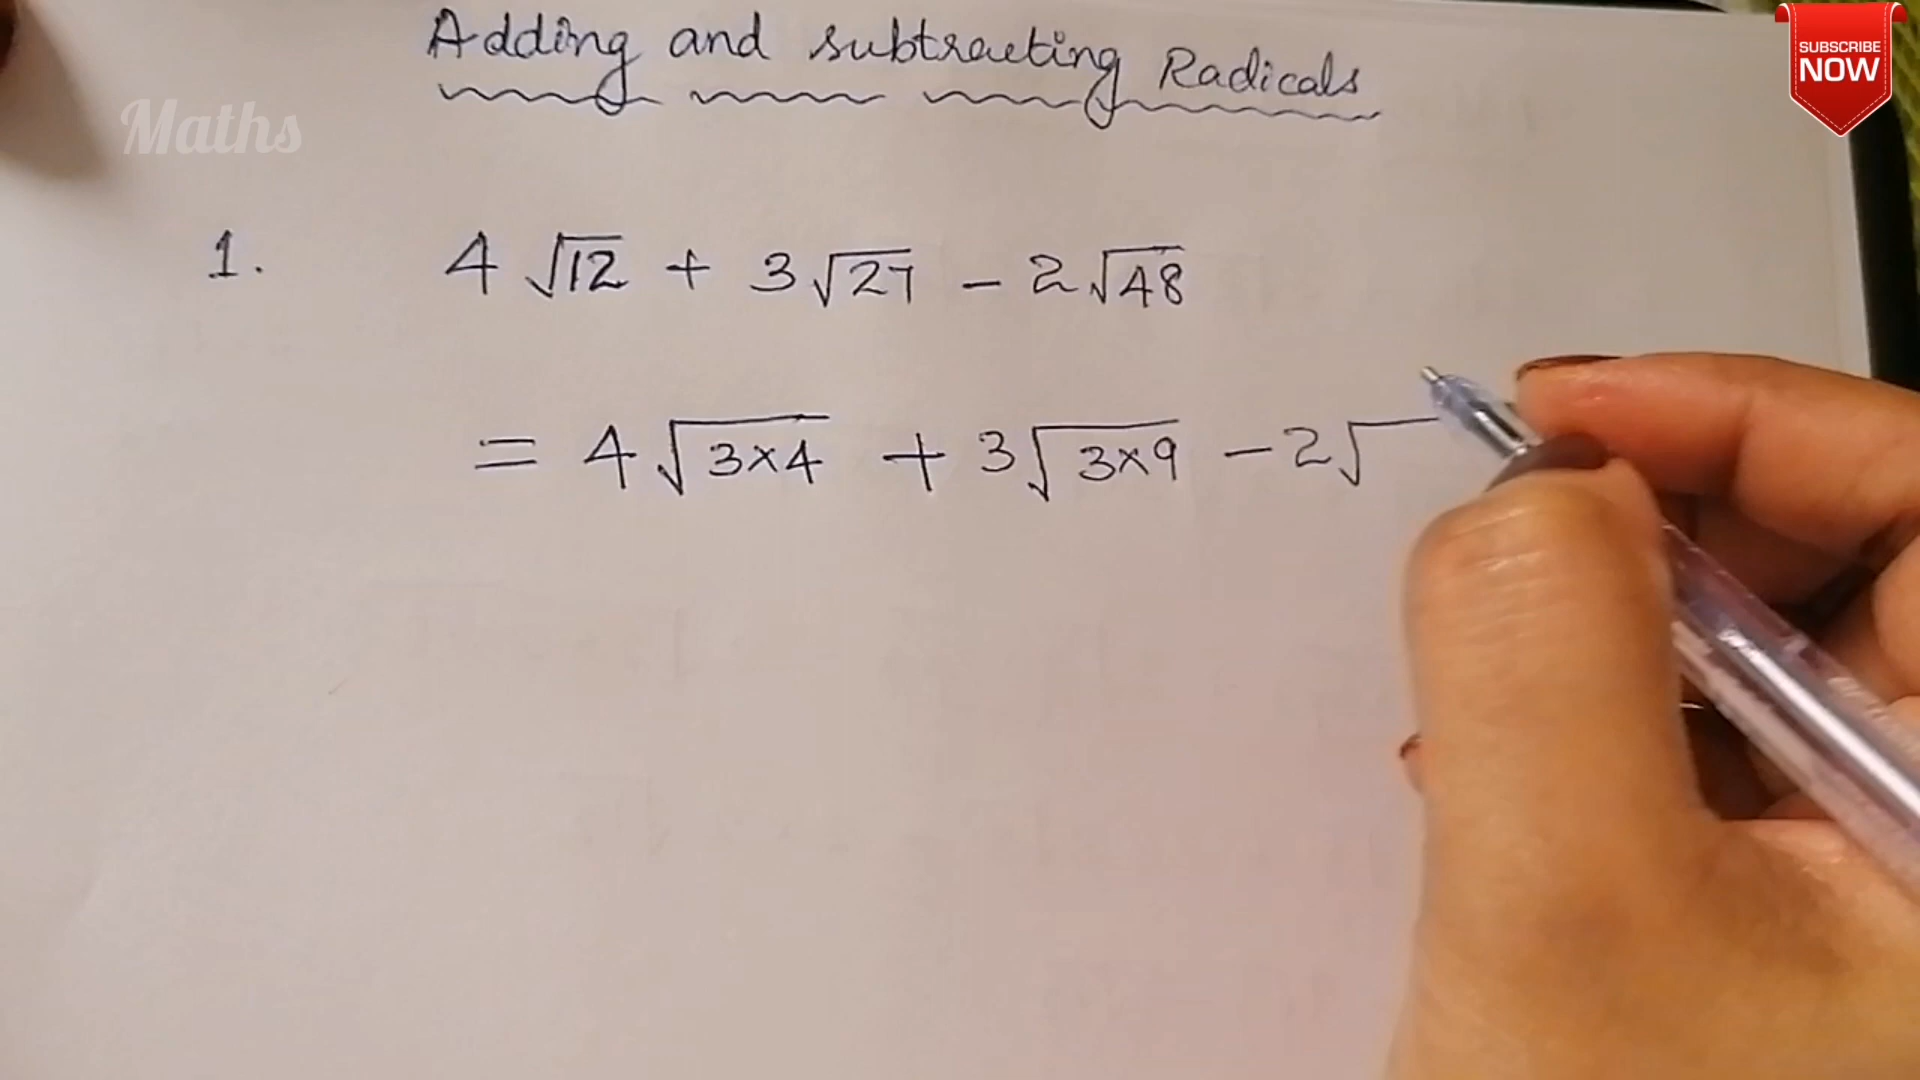 Adding and subtracting Radicals
SUBSCRIBE
NOW
Maths
1. 4√12 + 3√27 - 2√48
= 4√3×4 + 3√3×9 - 2√